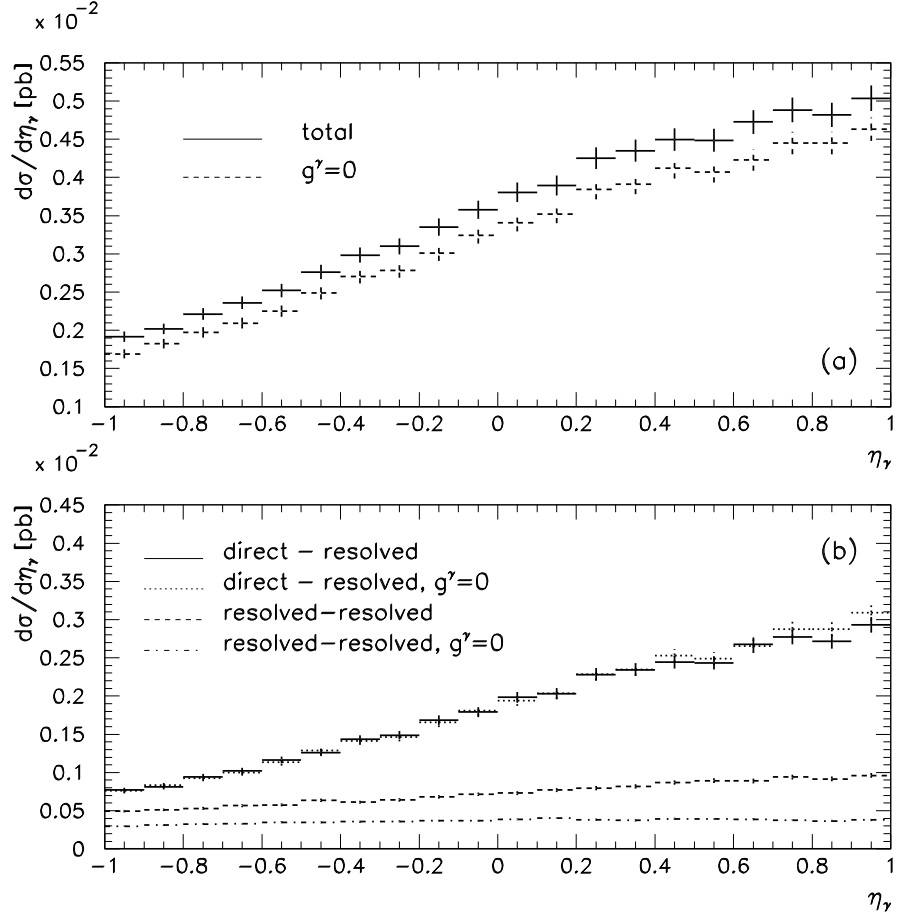 x 10⁻²
dσ/dη_γ [pb]
0.55
0.5
0.45
0.4
0.35
0.3
0.25
0.2
0.15
0.1
total
g^γ=0
(a)
−1 −0.8 −0.6 −0.4 −0.2 0 0.2 0.4 0.6 0.8 1
η_γ
x 10⁻²
dσ/dη_γ [pb]
0.45
0.4
0.35
0.3
0.25
0.2
0.15
0.1
0.05
0
direct − resolved
direct − resolved, g^γ=0
resolved−resolved
resolved−resolved, g^γ=0
(b)
−1 −0.8 −0.6 −0.4 −0.2 0 0.2 0.4 0.6 0.8 1
η_γ